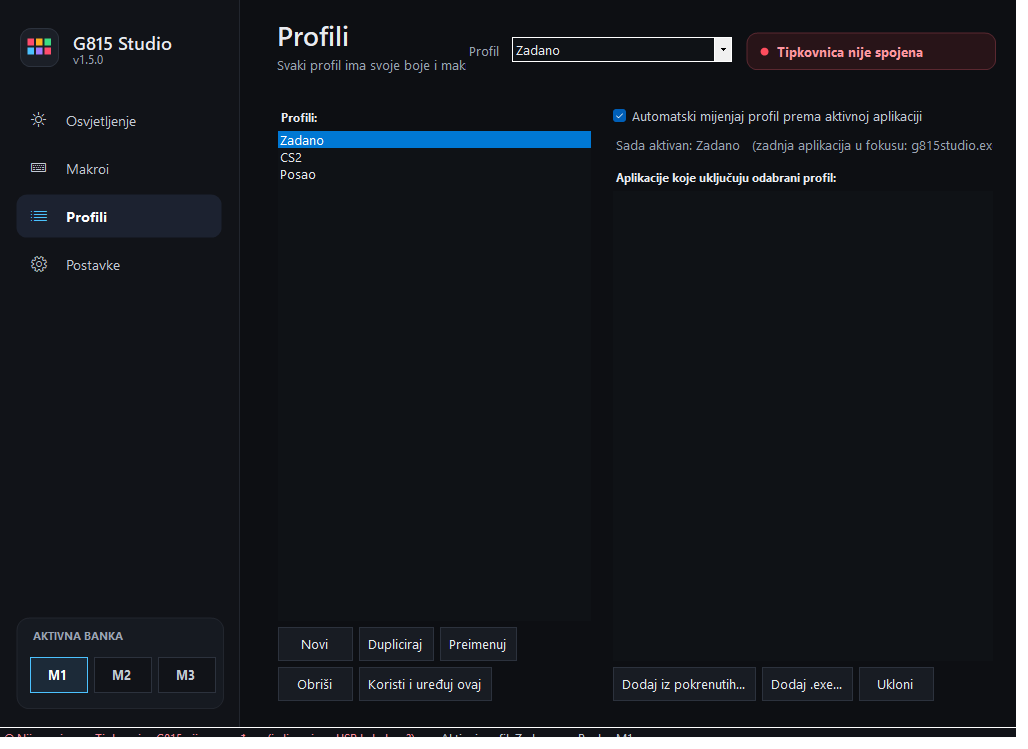 G815 Studio
v1.5.0
Osvjetljenje
Makroi
Profili
Postavke
AKTIVNA BANKA
M1 M2 M3
Profili
Svaki profil ima svoje boje i mak
Profil Zadano
Tipkovnica nije spojena
Profili:
Zadano
CS2
Posao
Novi Dupliciraj Preimenuj
Obriši Koristi i uređuj ovaj
Automatski mijenjaj profil prema aktivnoj aplikaciji
Sada aktivan: Zadano (zadnja aplikacija u fokusu: g815studio.ex
Aplikacije koje uključuju odabrani profil:
Dodaj iz pokrenutih... Dodaj .exe... Ukloni